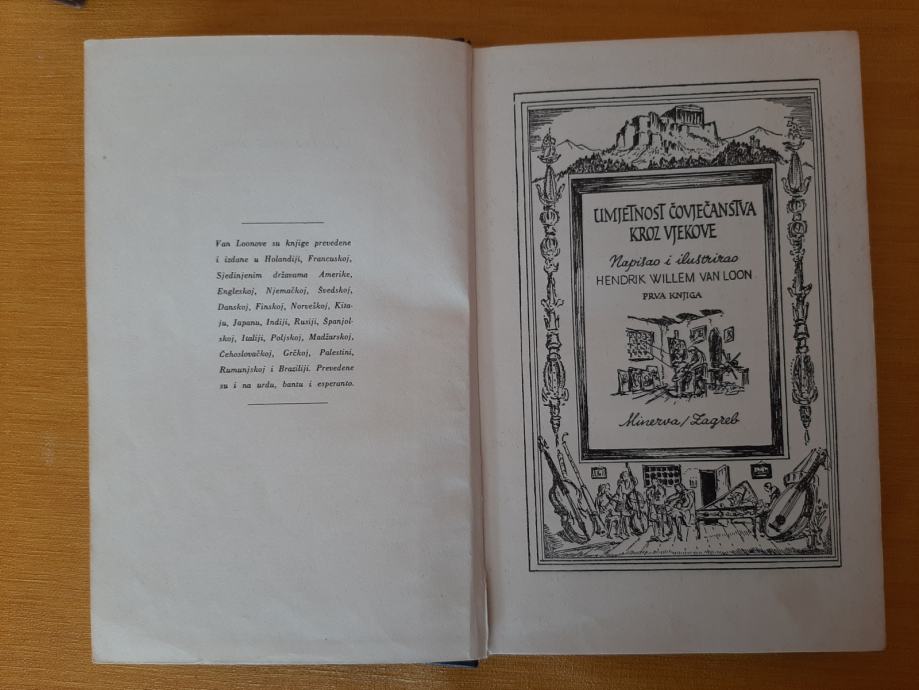 Van Loonove su knjige prevedene
i izdane u Holandiji, Francuskoj,
Sjedinjenim državama Amerike,
Engleskoj, Njemačkoj, Švedskoj,
Danskoj, Finskoj, Norveškoj, Kita-
ju, Japanu, Indiji, Rusiji, Španjol-
skoj, Italiji, Poljskoj, Madžarskoj,
Čehoslovačkoj, Grčkoj, Palestini,
Rumunjskoj i Braziliji. Prevedene
su i na urdu, bantu i esperanto.
UMJETNOST ČOVJEČANSTVA
KROZ VJEKOVE
Napisao i ilustrirao
HENDRIK WILLEM VAN LOON
PRVA KNJIGA
Minerva/Zagreb